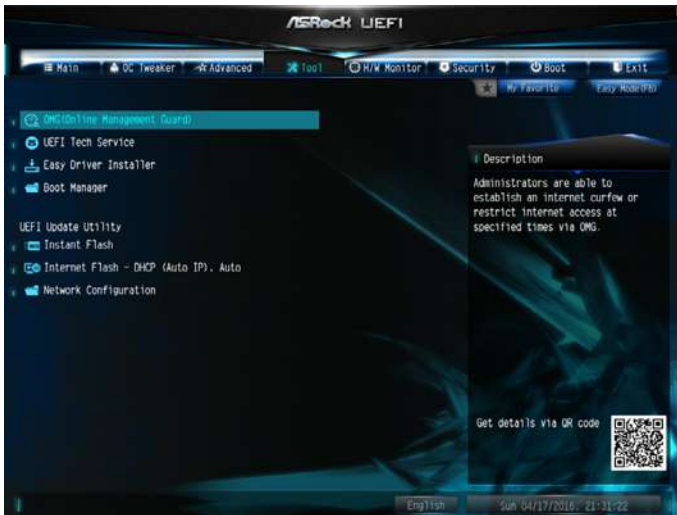 ASRock UEFI
Main OC Tweaker Advanced Tool H/W Monitor Security Boot Exit
My Favorite Easy Mode(F6)
OMG(Online Management Guard)
UEFI Tech Service
Easy Driver Installer
Boot Manager
UEFI Update Utility
Instant Flash
Internet Flash - DHCP (Auto IP), Auto
Network Configuration
Description
Administrators are able to
establish an internet curfew or
restrict internet access at
specified times via OMG.
Get details via QR code
English Sun 04/17/2016, 21:31:22